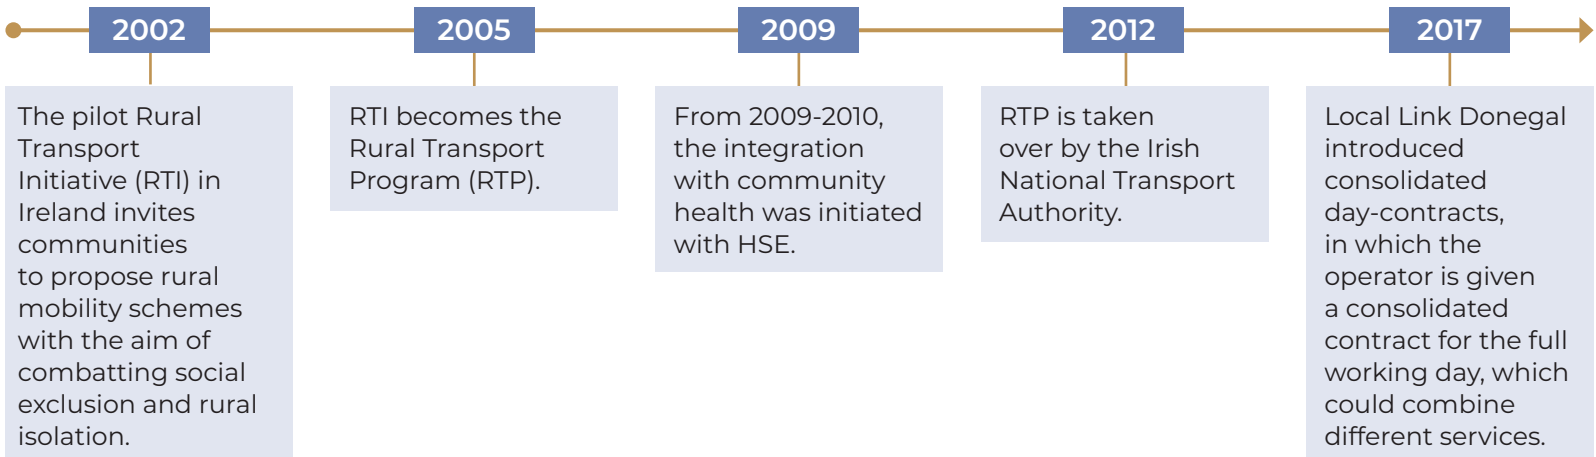 2002
The pilot Rural
Transport
Initiative (RTI) in
Ireland invites
communities
to propose rural
mobility schemes
with the aim of
combatting social
exclusion and rural
isolation.
2005
RTI becomes the
Rural Transport
Program (RTP).
2009
From 2009-2010,
the integration
with community
health was initiated
with HSE.
2012
RTP is taken
over by the Irish
National Transport
Authority.
2017
Local Link Donegal
introduced
consolidated
day-contracts,
in which the
operator is given
a consolidated
contract for the full
working day, which
could combine
different services.